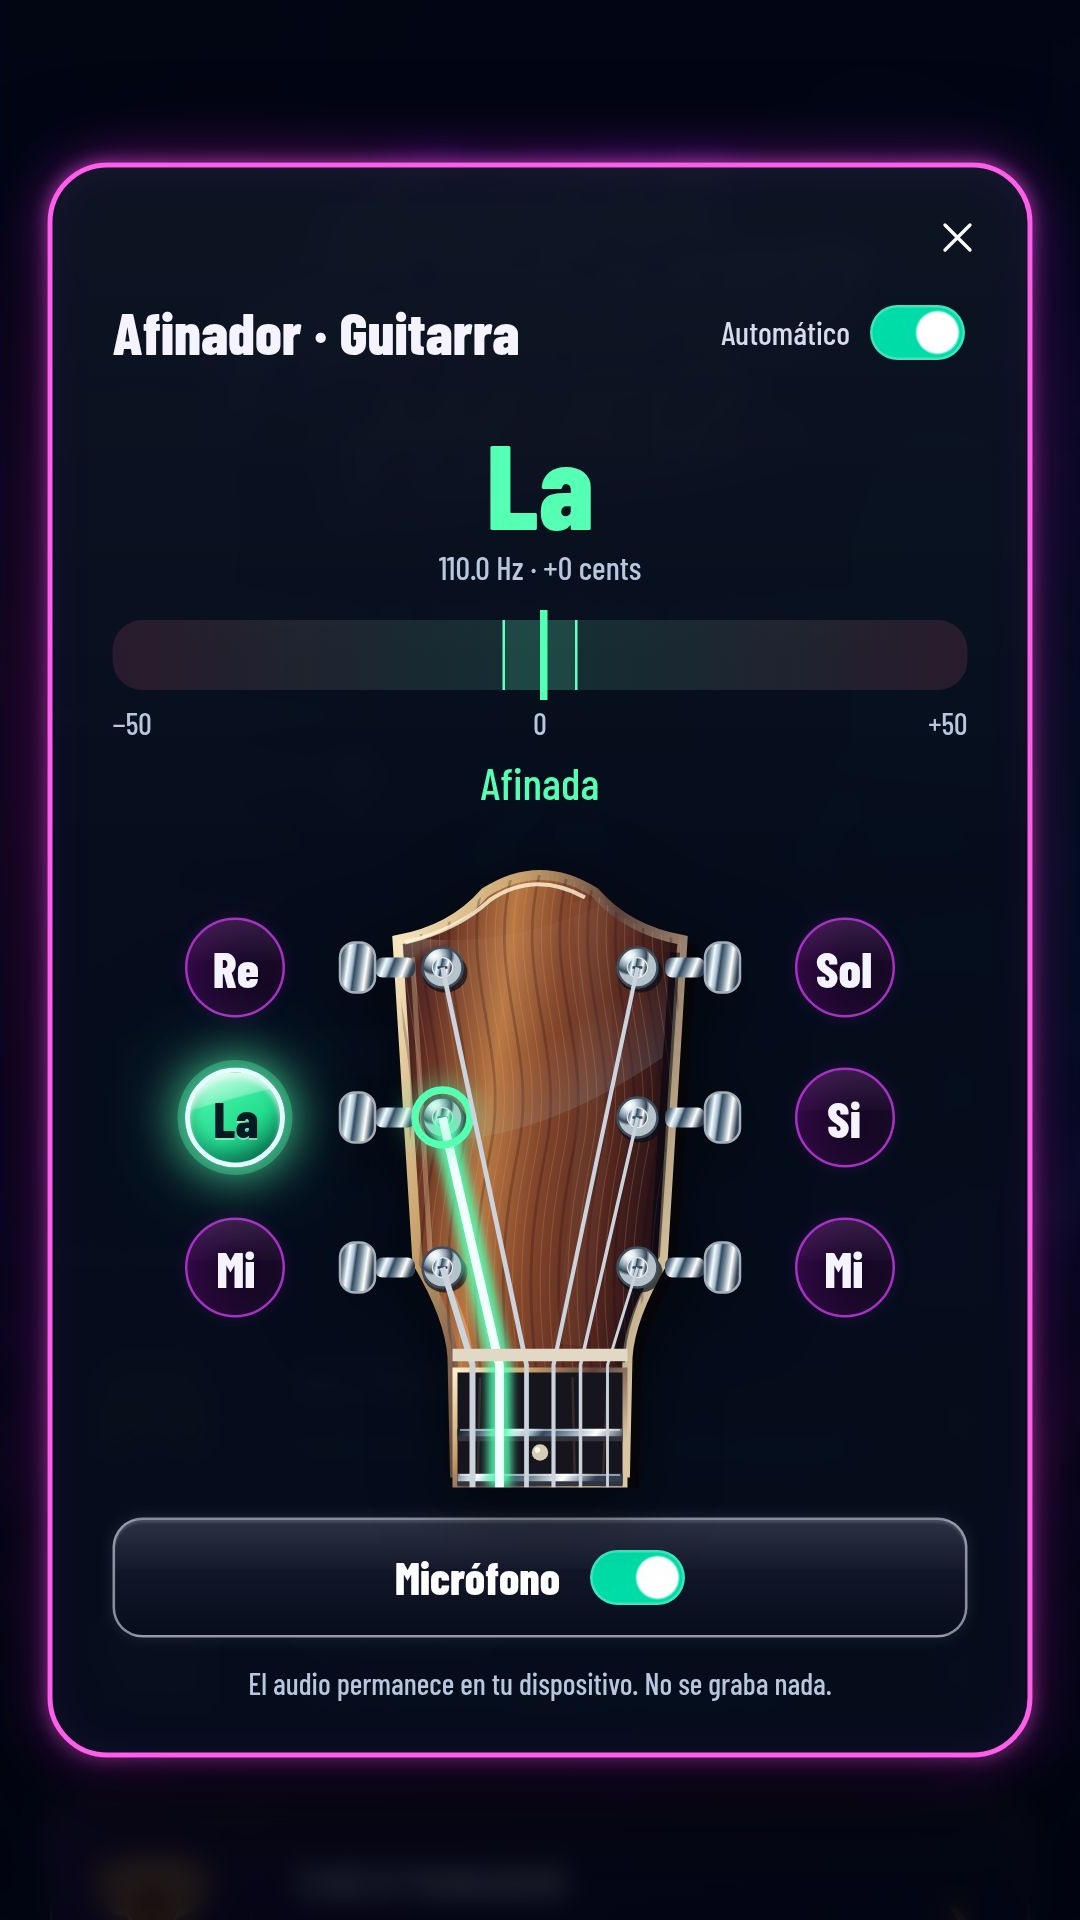 Afinador · Guitarra
Automático
La
110.0 Hz · +0 cents
−50 0 +50
Afinada
Re Sol
La Si
Mi Mi
Micrófono
El audio permanece en tu dispositivo. No se graba nada.